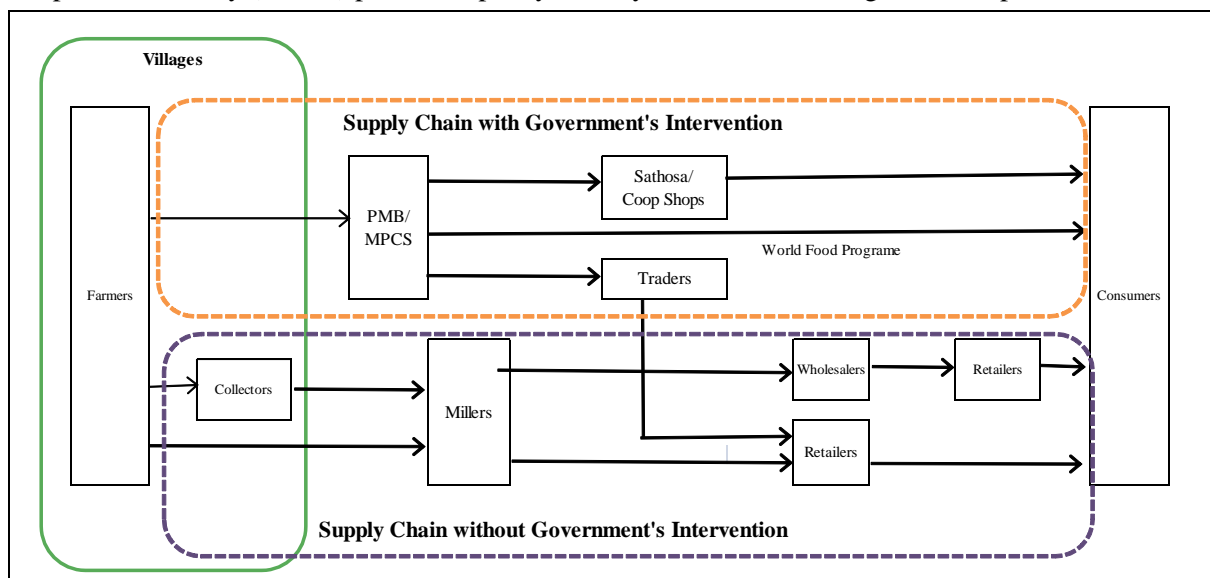 Villages
Supply Chain with Government's Intervention
Sathosa/
Coop Shops
PMB/
MPCS
World Food Programe
Traders
Farmers
Consumers
Collectors
Millers
Wholesalers
Retailers
Retailers
Supply Chain without Government's Intervention